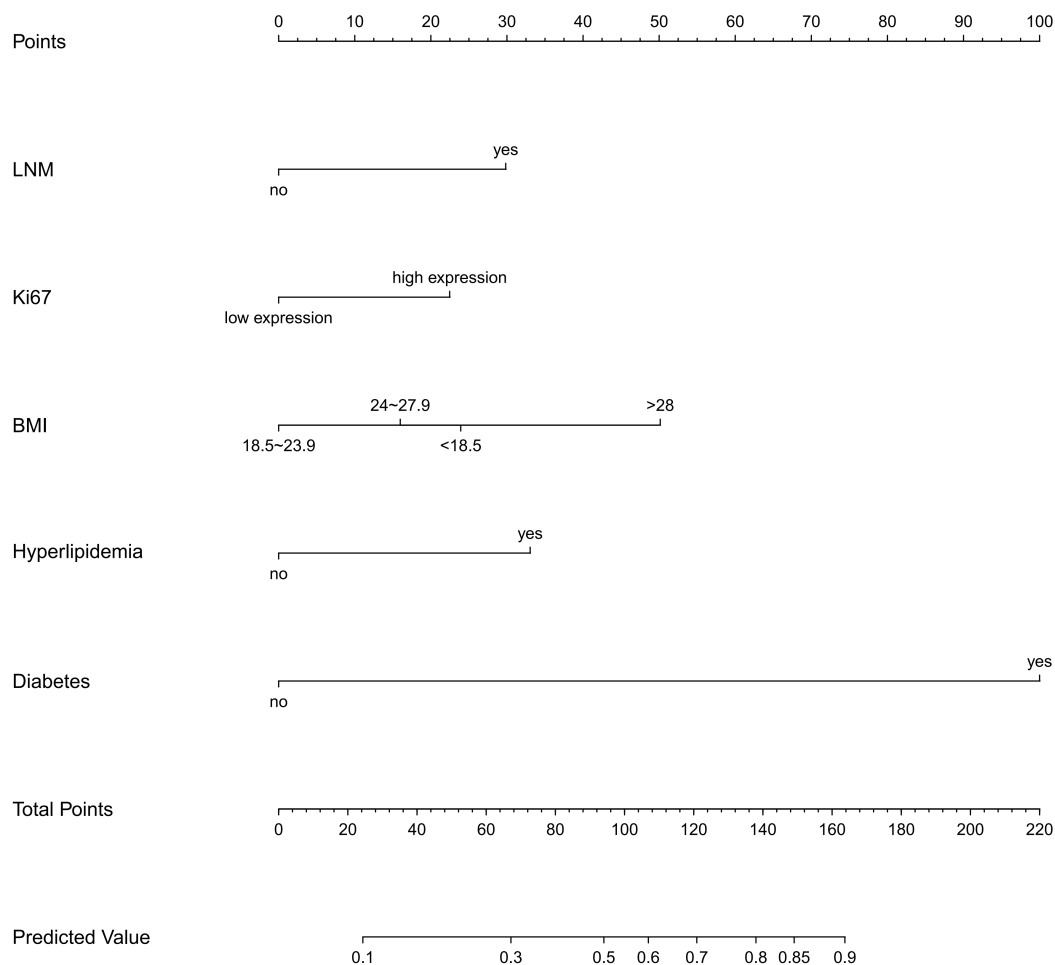 Points 0 10 20 30 40 50 60 70 80 90 100
yes
LNM
no
high expression
Ki67
low expression
24~27.9 >28
BMI
18.5~23.9 <18.5
yes
Hyperlipidemia
no
yes
Diabetes
no
Total Points
0 20 40 60 80 100 120 140 160 180 200 220
Predicted Value
0.1 0.3 0.5 0.6 0.7 0.8 0.85 0.9